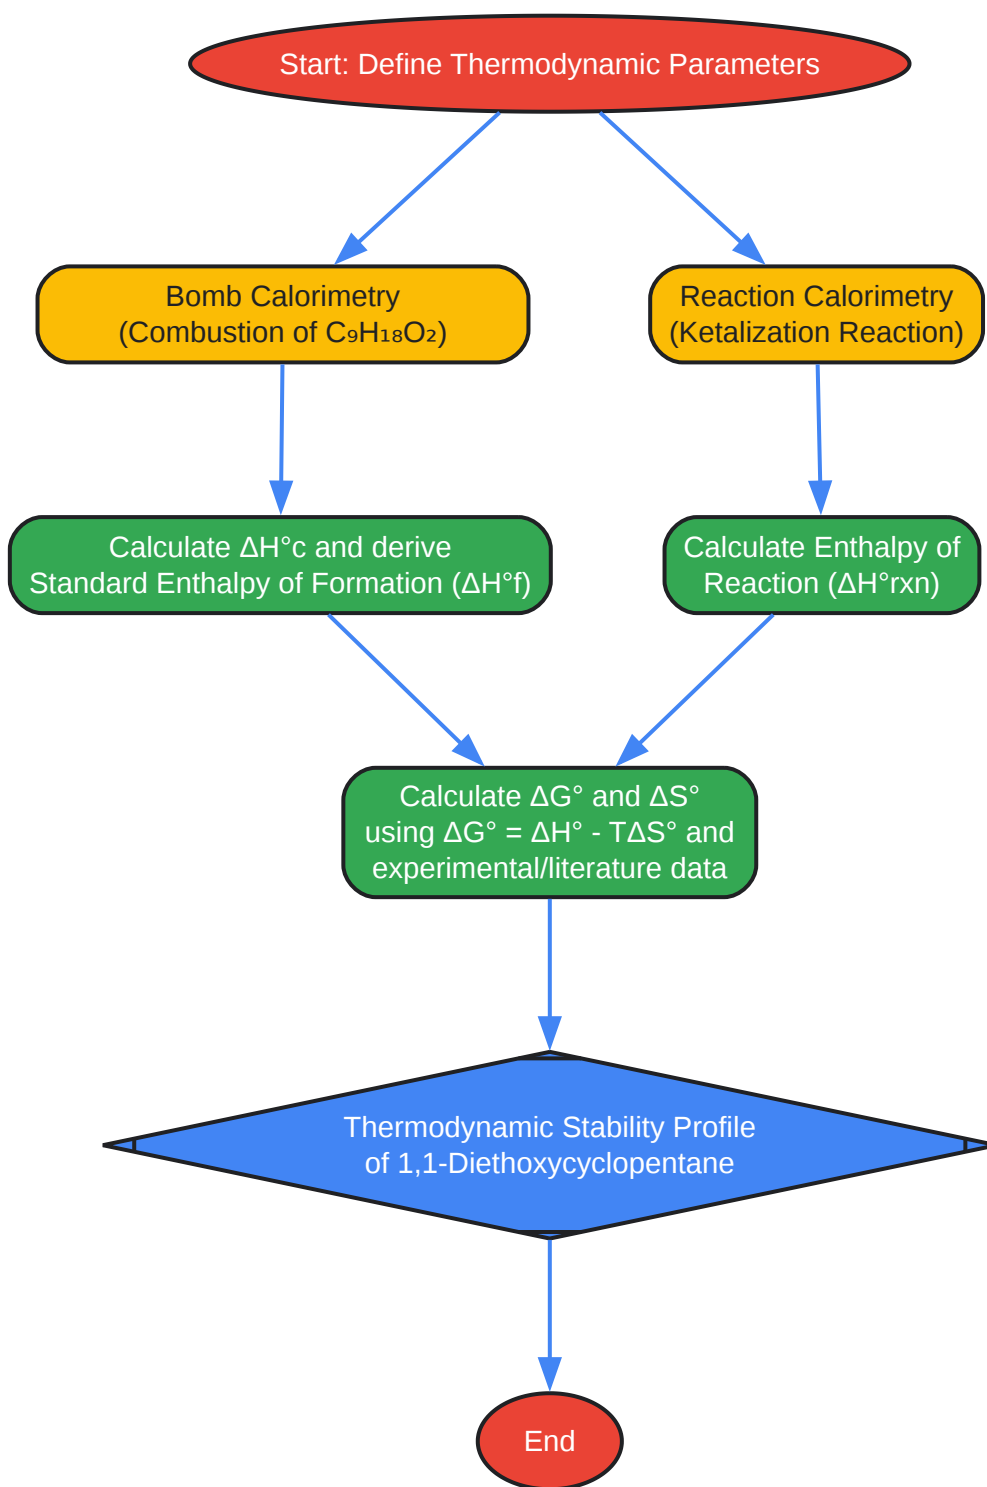 Start: Define Thermodynamic Parameters
Bomb Calorimetry
(Combustion of C₉H₁₈O₂)
Reaction Calorimetry
(Ketalization Reaction)
Calculate ΔH°c and derive
Standard Enthalpy of Formation (ΔH°f)
Calculate Enthalpy of
Reaction (ΔH°rxn)
Calculate ΔG° and ΔS°
using ΔG° = ΔH° - TΔS° and
experimental/literature data
Thermodynamic Stability Profile
of 1,1-Diethoxycyclopentane
End